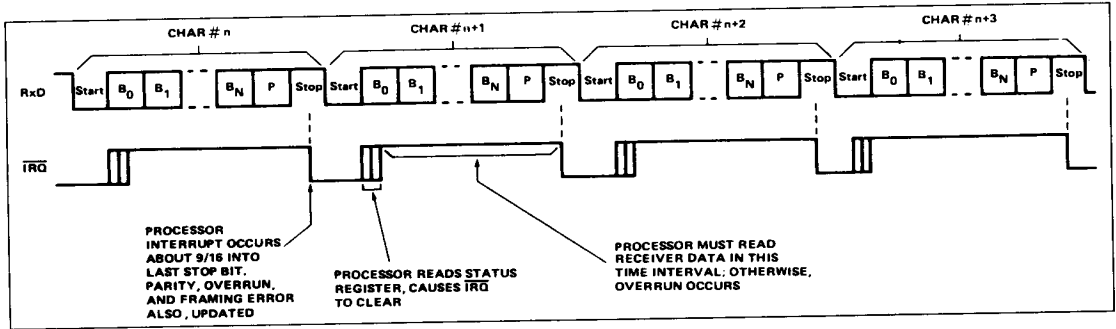 CHAR # n CHAR # n+1 CHAR # n+2 CHAR # n+3
RxD Start B0 B1 BN P Stop Start B0 B1 BN P Stop Start B0 B1 BN P Stop Start B0 B1 BN P Stop
IRQ
PROCESSOR
INTERRUPT OCCURS
ABOUT 9/16 INTO
LAST STOP BIT.
PARITY, OVERRUN,
AND FRAMING ERROR
ALSO, UPDATED
PROCESSOR READS STATUS
REGISTER, CAUSES IRQ
TO CLEAR
PROCESSOR MUST READ
RECEIVER DATA IN THIS
TIME INTERVAL; OTHERWISE,
OVERRUN OCCURS